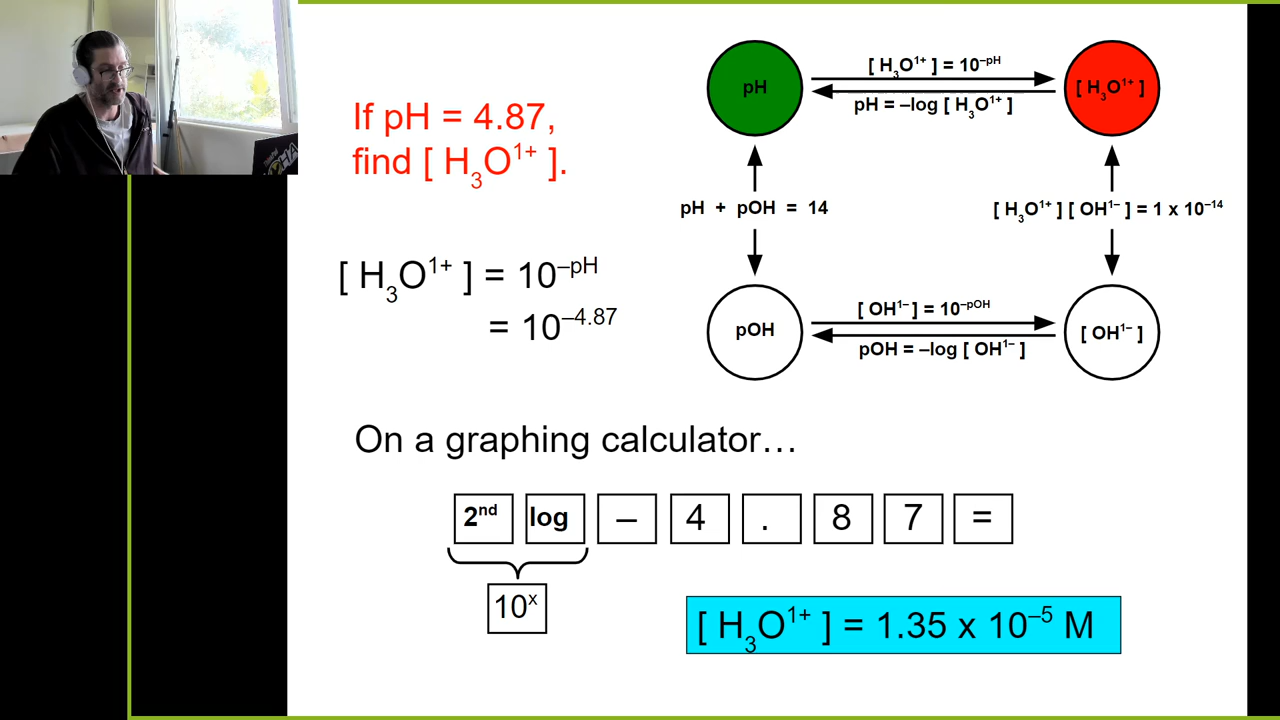 If pH = 4.87,
find [ H₃O¹⁺ ].
[ H₃O¹⁺ ] = 10⁻ᵖᴴ
= 10⁻⁴·⁸⁷
pH
[ H₃O¹⁺ ] = 10⁻ᵖᴴ
pH = –log [ H₃O¹⁺ ]
[ H₃O¹⁺ ]
pH + pOH = 14
[ H₃O¹⁺ ] [ OH¹⁻ ] = 1 x 10⁻¹⁴
pOH
[ OH¹⁻ ] = 10⁻ᵖᴼᴴ
pOH = –log [ OH¹⁻ ]
[ OH¹⁻ ]
On a graphing calculator…
2ⁿᵈ log – 4 . 8 7 =
10ˣ
[ H₃O¹⁺ ] = 1.35 x 10⁻⁵ M